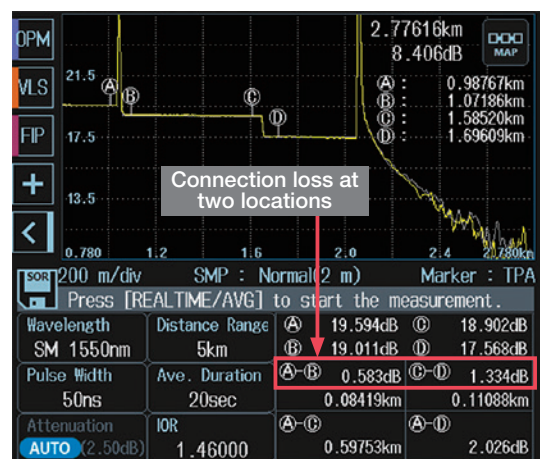 OPM
VLS
FIP
+
<
2.77616km
8.406dB
MAP
Ⓐ : 0.98767km
Ⓑ : 1.07186km
Ⓒ : 1.58520km
Ⓓ : 1.69609km
21.5
17.5
13.5
Ⓐ Ⓑ Ⓒ Ⓓ
Connection loss at
two locations
0.780 1.2 1.6 2.0 2.4 2.780km
SOR 200 m/div SMP : Normal(2 m) Marker : TPA
Press [REALTIME/AVG] to start the measurement.
Wavelength Distance Range Ⓐ 19.594dB Ⓒ 18.902dB
SM 1550nm 5km Ⓑ 19.011dB Ⓓ 17.568dB
Pulse Width Ave. Duration Ⓐ-Ⓑ 0.583dB Ⓒ-Ⓓ 1.334dB
50ns 20sec 0.08419km 0.11088km
Attenuation IOR Ⓐ-Ⓒ Ⓐ-Ⓓ
AUTO (2.50dB) 1.46000 0.59753km 2.026dB